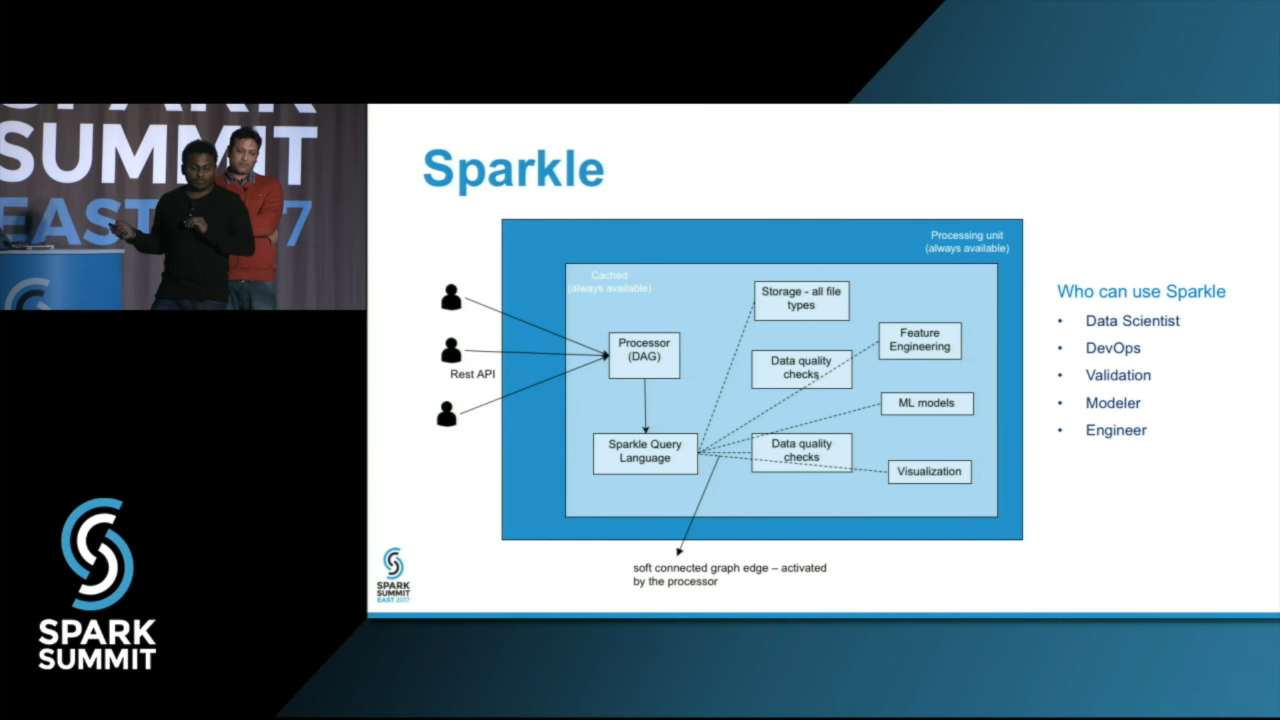 SPARK
SUMMIT
EAST 2017
Sparkle
Processing unit
(always available)
Cached
(always available)
Storage - all file
types
Feature
Engineering
Processor
(DAG)
Data quality
checks
Rest API
ML models
Sparkle Query
Language
Data quality
checks
Visualization
soft connected graph edge – activated
by the processor
Who can use Sparkle
• Data Scientist
• DevOps
• Validation
• Modeler
• Engineer
SPARK
SUMMIT
EAST 2017
SPARK
SUMMIT